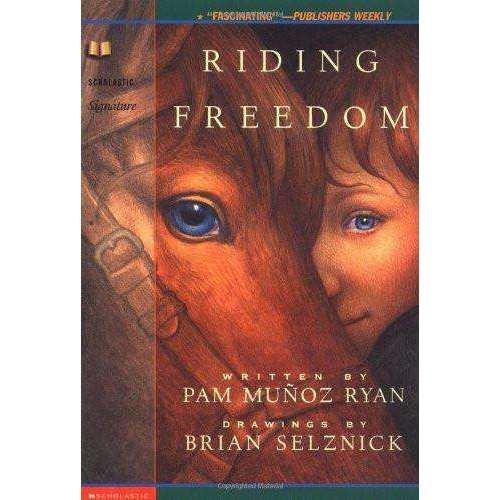 ★ "FASCINATING"—PUBLISHERS WEEKLY
SCHOLASTIC
Signature
RIDING
FREEDOM
WRITTEN BY
PAM MUÑOZ RYAN
DRAWINGS BY
BRIAN SELZNICK
SCHOLASTIC